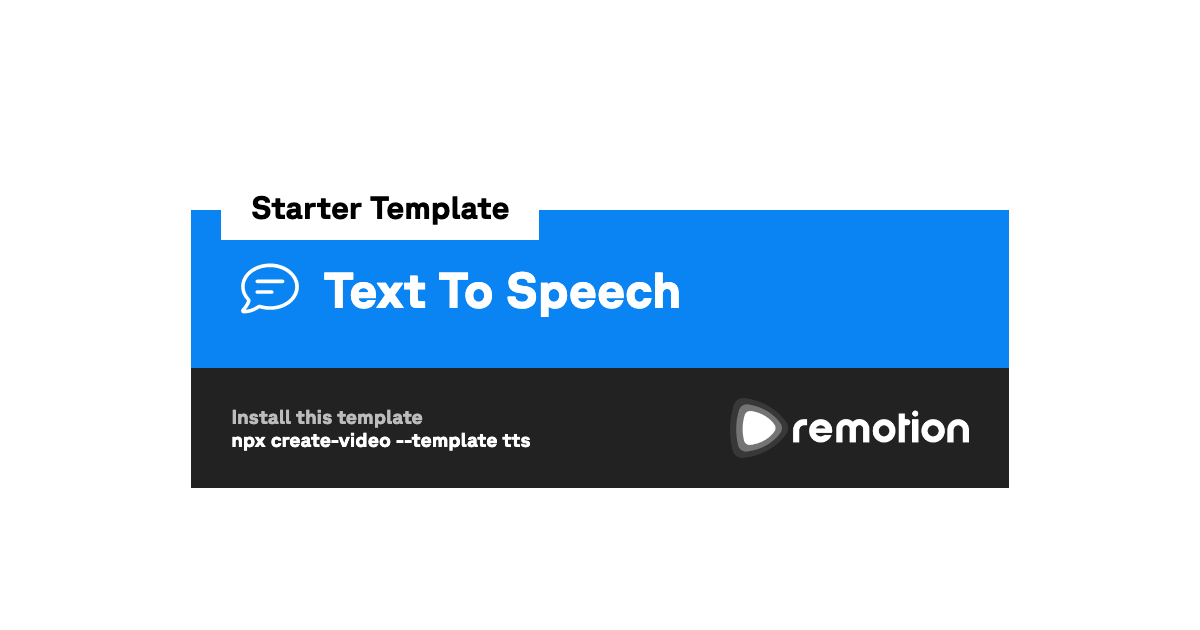 Starter Template
Text To Speech
Install this template
npx create-video --template tts
remotion